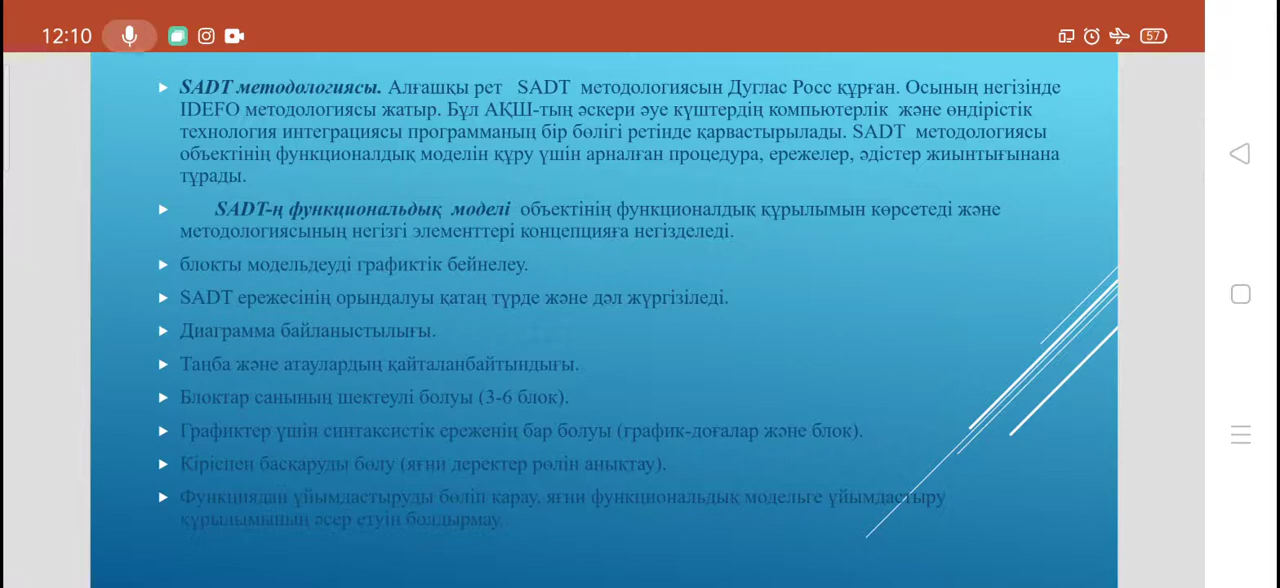 12:10
57
SADT методологиясы. Алғашқы рет SADT методологиясын Дуглас Росс құрған. Осының негізінде
IDEFO методологиясы жатыр. Бұл АҚШ-тың әскери әуе күштердің компьютерлік және өндірістік
технология интеграциясы программаның бір бөлігі ретінде қарвастырылады. SADT методологиясы
объектінің функционалдық моделін құру үшін арналған процедура, ережелер, әдістер жиынтығынана
тұрады.
SADT-ң функциональдық моделі объектінің функционалдық құрылымын көрсетеді және
методологиясының негізгі элементтері концепцияға негізделеді.
блокты модельдеуді графиктік бейнелеу.
SADT ережесінің орындалуы қатаң түрде және дәл жүргізіледі.
Диаграмма байланыстылығы.
Таңба және атаулардың қайталанбайтындығы.
Блоктар санының шектеулі болуы (3-6 блок).
Графиктер үшін синтаксистік ереженің бар болуы (график-доғалар және блок).
Кіріспен басқаруды бөлу (яғни деректер рөлін анықтау).
Функциядан ұйымдастыруды бөліп қарау, яғни функциональдық модельге ұйымдастыру
құрылымының әсер етуін болдырмау.